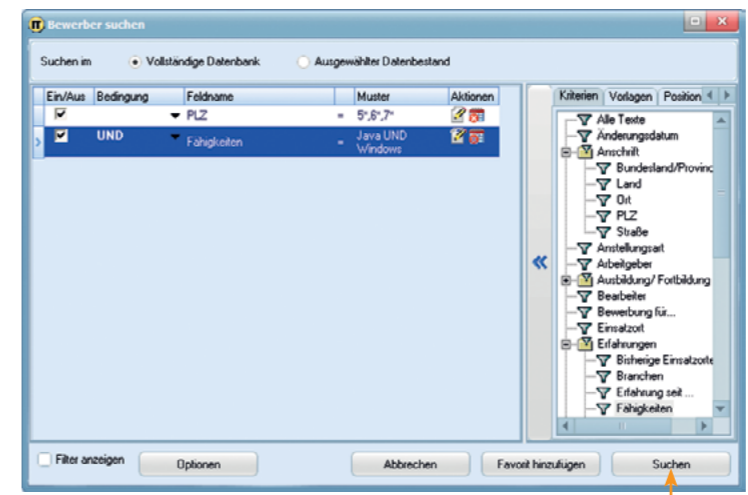 Bewerber suchen
Suchen im Vollständige Datenbank Ausgewählter Datenbestand
Ein/Aus Bedingung Feldname Muster Aktionen
PLZ = 5*,6*,7*
UND Fähigkeiten = Java UND
Windows
Kriterien Vorlagen Position
Alle Texte
Änderungsdatum
Anschrift
Bundesland/Provinc
Land
Ort
PLZ
Straße
Anstellungsart
Arbeitgeber
Ausbildung/ Fortbildung
Bearbeiter
Bewerbung für...
Einsatzort
Erfahrungen
Bisherige Einsatzorte
Branchen
Erfahrung seit ...
Fähigkeiten
Filter anzeigen Optionen Abbrechen Favorit hinzufügen Suchen